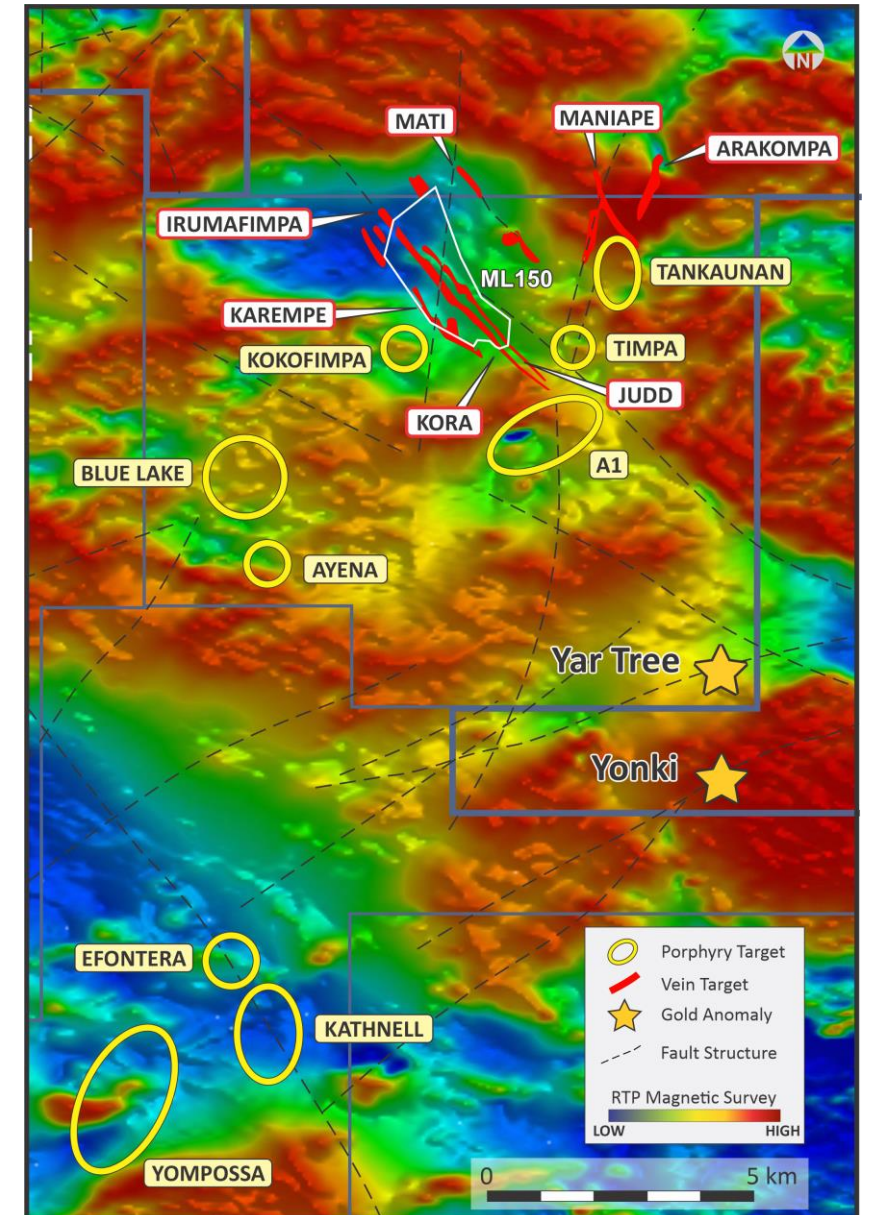 N
MATI
MANIAPE
ARAKOMPA
IRUMAFIMPA
ML150
TANKAUNAN
KAREMPE
KOKOFIMPA
TIMPA
JUDD
KORA
A1
BLUE LAKE
AYENA
Yar Tree
Yonki
EFONTERA
KATHNELL
YOMPOSSA
Porphyry Target
Vein Target
Gold Anomaly
Fault Structure
RTP Magnetic Survey
LOW HIGH
0 5 km